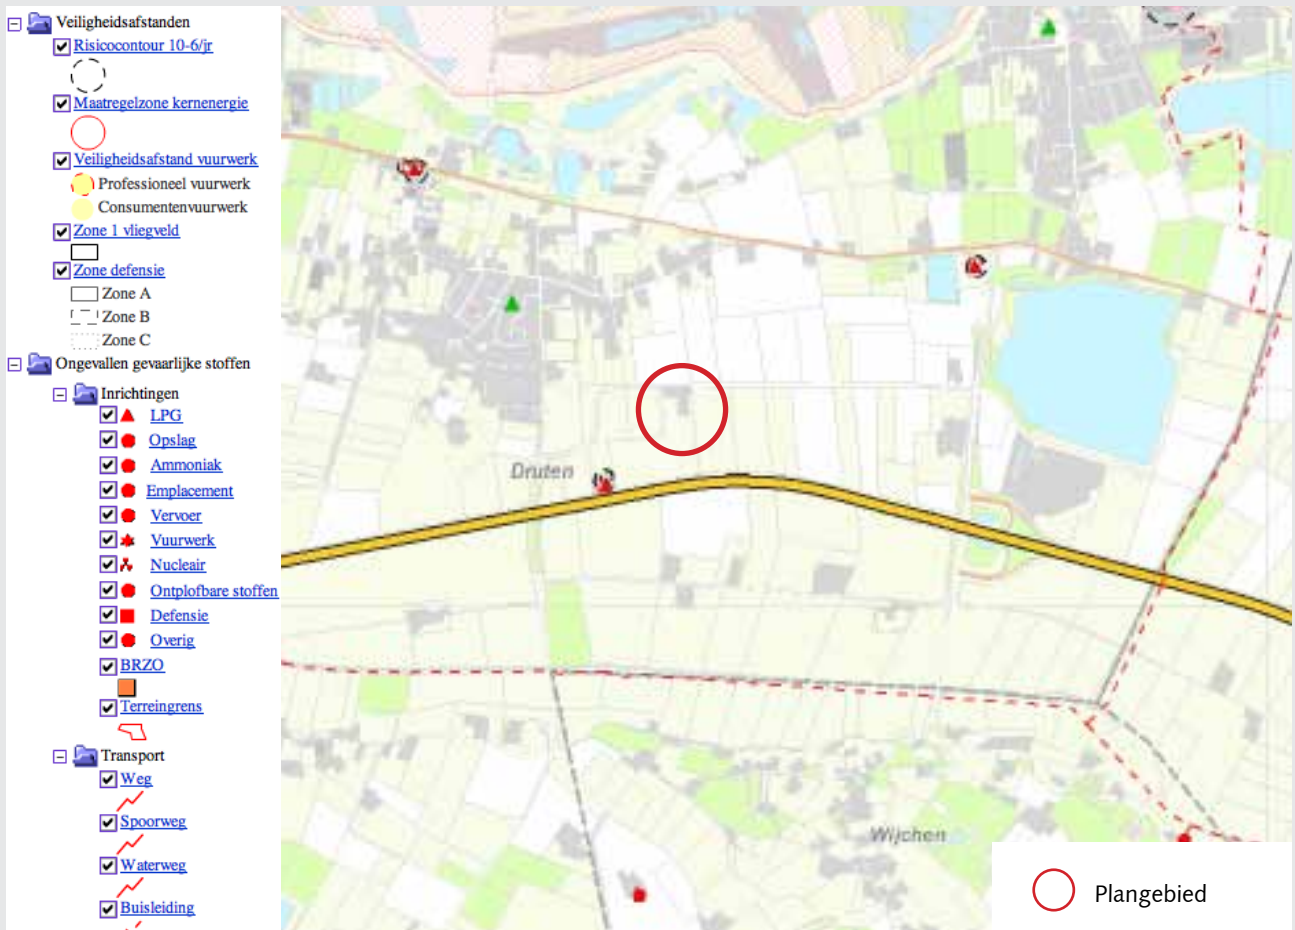 Veiligheidsafstanden
Risicocontour 10-6/jr
Maatregelzone kernenergie
Veiligheidsafstand vuurwerk
Professioneel vuurwerk
Consumentenvuurwerk
Zone 1 vliegveld
Zone defensie
Zone A
Zone B
Zone C
Ongevallen gevaarlijke stoffen
Inrichtingen
LPG
Opslag
Ammoniak
Emplacement
Vervoer
Vuurwerk
Nucleair
Ontplofbare stoffen
Defensie
Overig
BRZO
Terreingrens
Transport
Weg
Spoorweg
Waterweg
Buisleiding
Druten
Wijchen
Plangebied